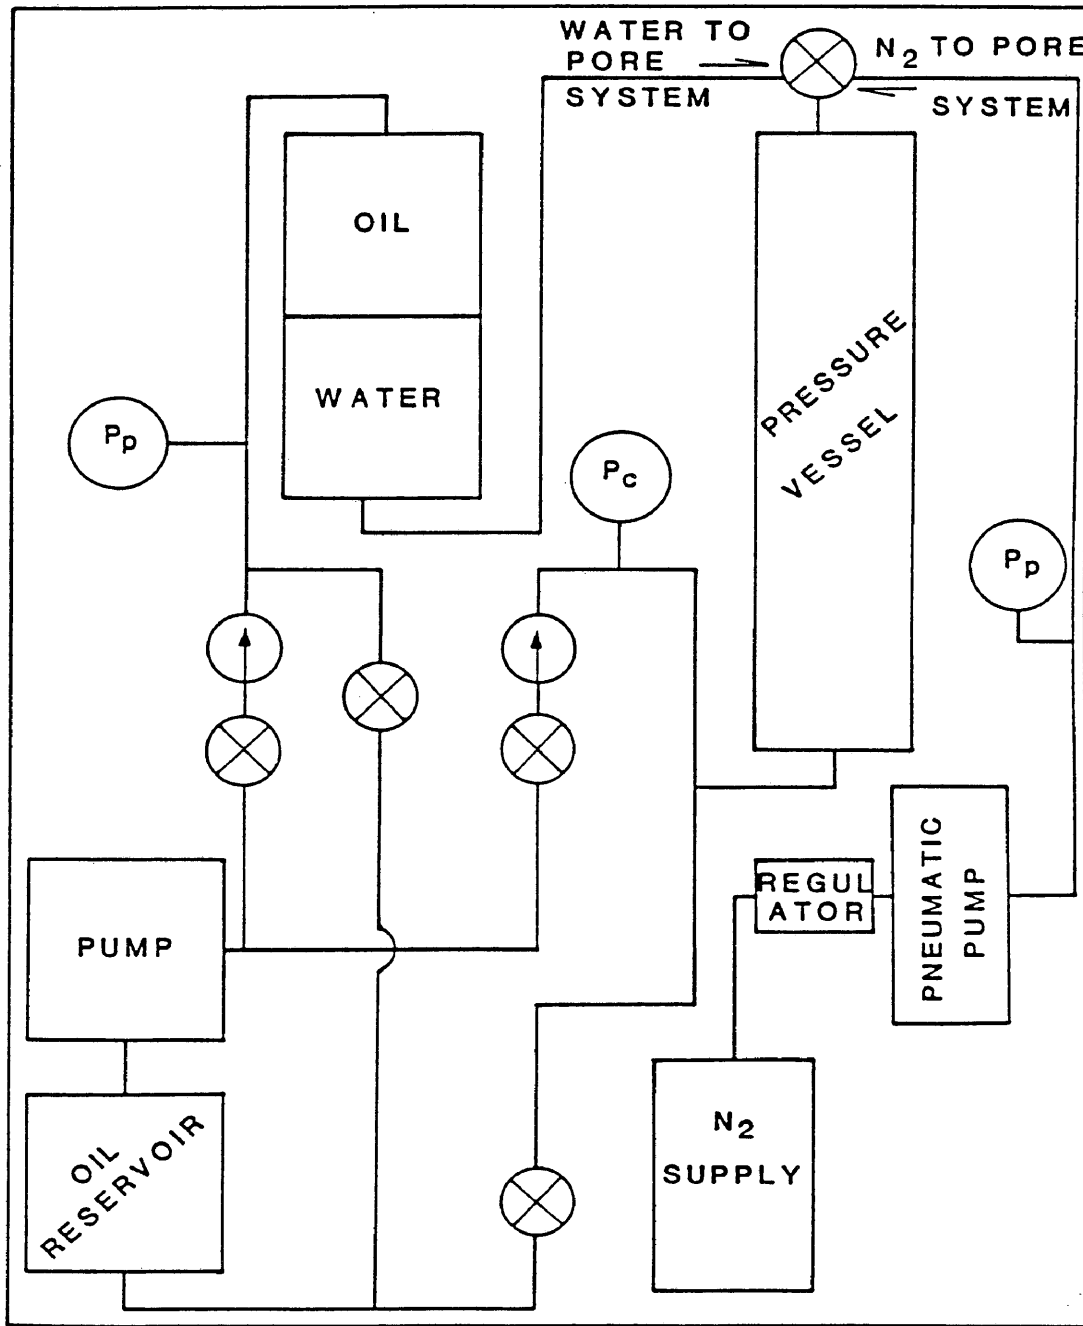 WATER TO
PORE
SYSTEM
N2 TO PORE
SYSTEM
OIL
WATER
PRESSURE
VESSEL
Pp
Pc
Pp
REGUL
ATOR
PNEUMATIC
PUMP
PUMP
OIL
RESERVOIR
N2
SUPPLY